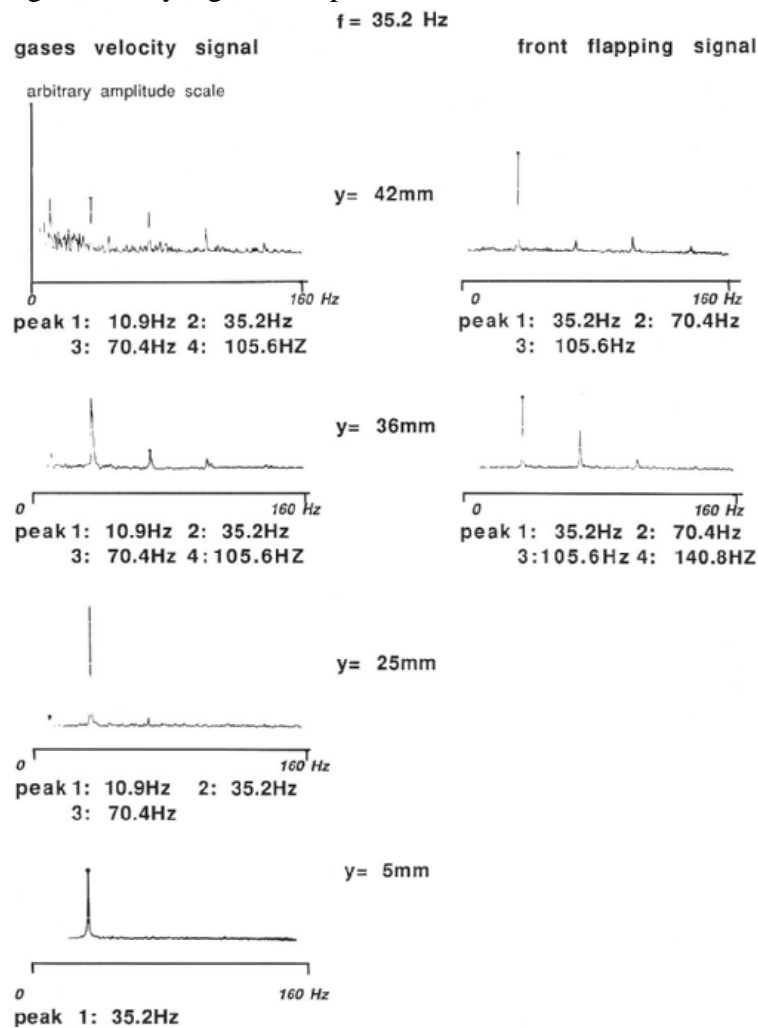 f = 35.2 Hz
gases velocity signal
front flapping signal
arbitrary amplitude scale
y= 42mm
0 160 Hz
peak 1: 10.9Hz 2: 35.2Hz
3: 70.4Hz 4: 105.6HZ
0 160 Hz
peak 1: 35.2Hz 2: 70.4Hz
3: 105.6Hz
y= 36mm
0 160 Hz
peak 1: 10.9Hz 2: 35.2Hz
3: 70.4Hz 4:105.6HZ
0 160 Hz
peak 1: 35.2Hz 2: 70.4Hz
3:105.6Hz 4: 140.8HZ
y= 25mm
0 160 Hz
peak 1: 10.9Hz 2: 35.2Hz
3: 70.4Hz
y= 5mm
0 160 Hz
peak 1: 35.2Hz